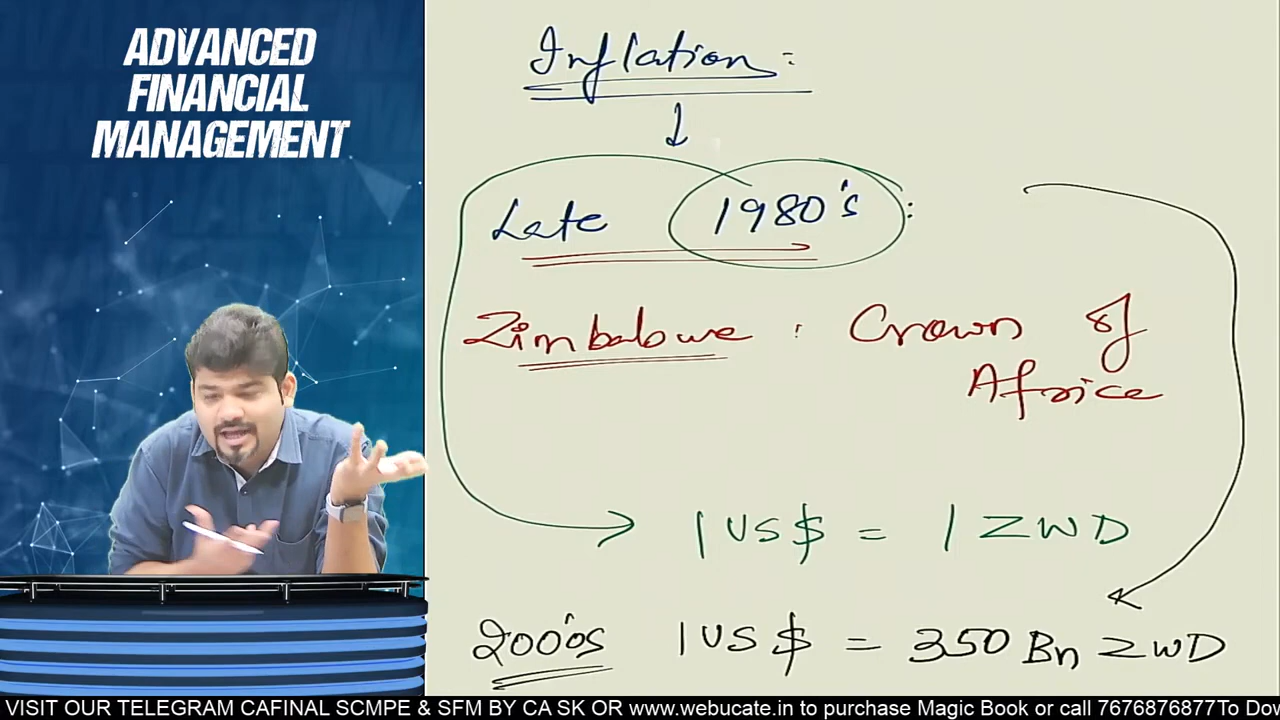 ADVANCED
FINANCIAL
MANAGEMENT
Inflation :
Late 1980's :
Zimbabwe : Crown of
Africe
1 US $ = 1 ZWD
2000's 1 US $ = 350 Bn ZWD
VISIT OUR TELEGRAM CAFINAL SCMPE & SFM BY CA SK OR www.webucate.in to purchase Magic Book or call 7676876877To Dow